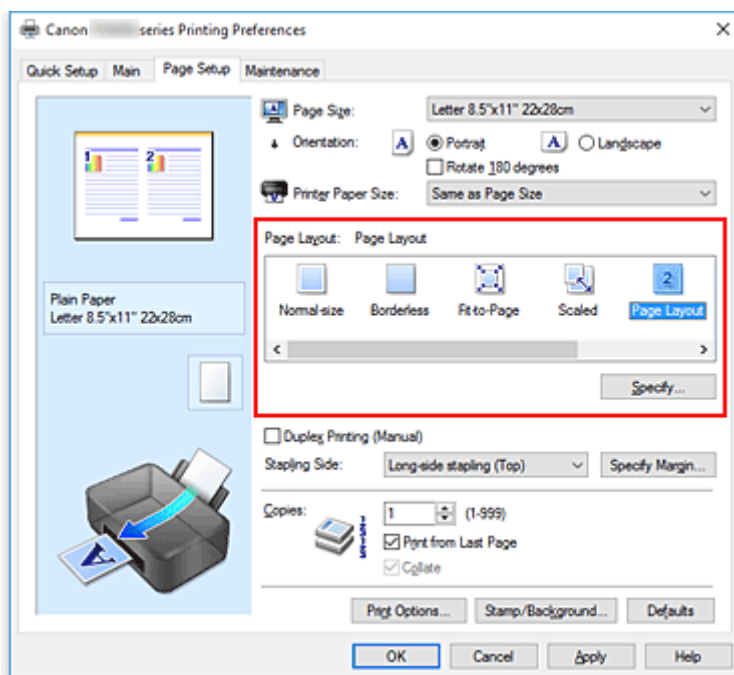 Canon series Printing Preferences
Quick Setup Main Page Setup Maintenance
1 2
Plain Paper
Letter 8.5"x11" 22x28cm
A
Page Size: Letter 8.5"x11" 22x28cm
Orientation: A Portrait A Landscape
Rotate 180 degrees
Printer Paper Size: Same as Page Size
Page Layout: Page Layout
2
Normal-size Borderless Fit-to-Page Scaled Page Layout
Specify...
Duplex Printing (Manual)
Stapling Side: Long-side stapling (Top) Specify Margin...
Copies: 1 (1-999)
Print from Last Page
Collate
Print Options... Stamp/Background... Defaults
OK Cancel Apply Help